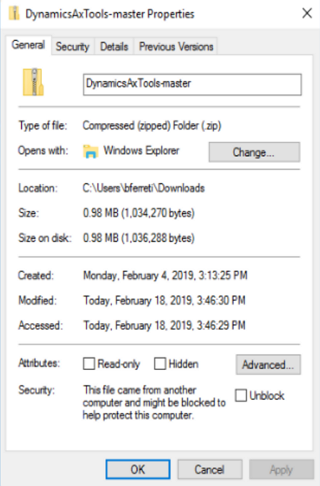 DynamicsAxTools-master Properties
General Security Details Previous Versions
DynamicsAxTools-master
Type of file: Compressed (zipped) Folder (.zip)
Opens with: Windows Explorer Change...
Location: C:\Users\bferreti\Downloads
Size: 0.98 MB (1,034,270 bytes)
Size on disk: 0.98 MB (1,036,288 bytes)
Created: Monday, February 4, 2019, 3:13:25 PM
Modified: Today, February 18, 2019, 3:46:30 PM
Accessed: Today, February 18, 2019, 3:46:29 PM
Attributes: Read-only Hidden Advanced...
Security: This file came from another
computer and might be blocked to
help protect this computer.
Unblock
OK Cancel Apply